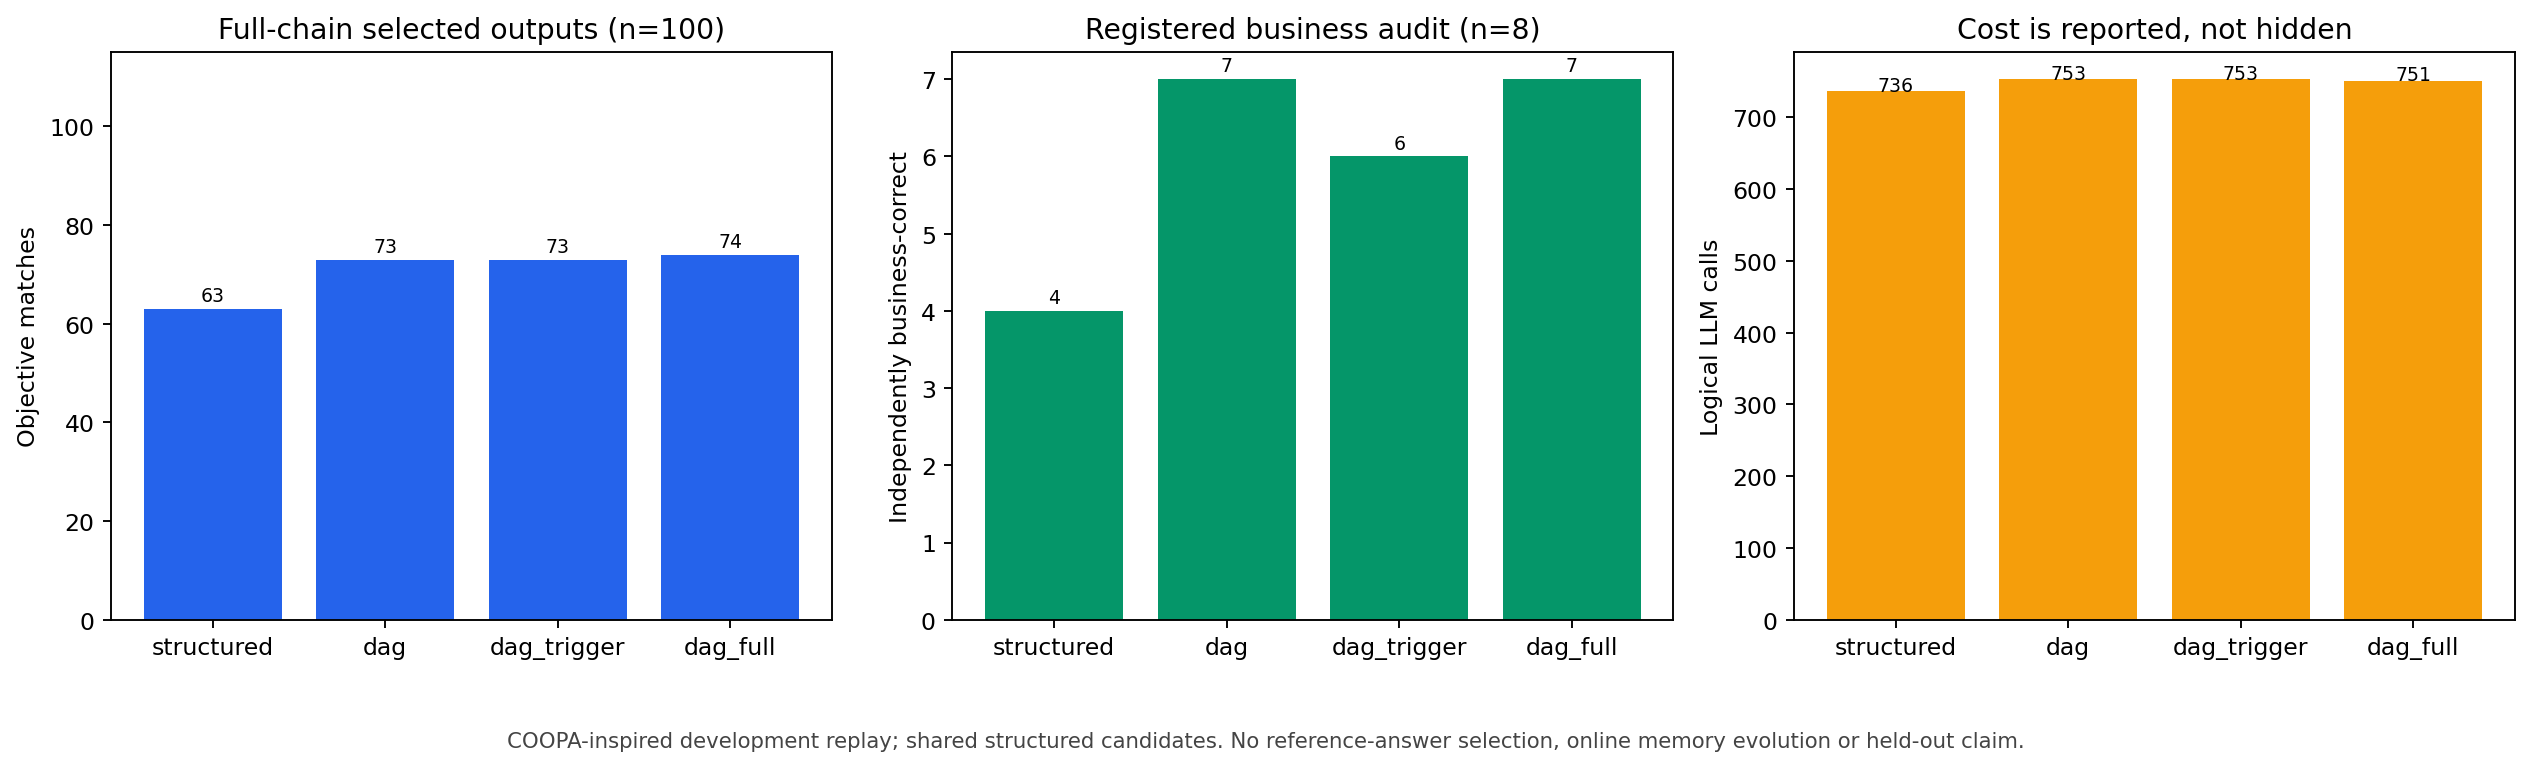 Full-chain selected outputs (n=100)
Objective matches
100
80
60
40
20
0
63
73
73
74
structured
dag
dag_trigger
dag_full
Registered business audit (n=8)
Independently business-correct
7
6
5
4
3
2
1
0
4
7
6
7
structured
dag
dag_trigger
dag_full
Cost is reported, not hidden
Logical LLM calls
700
600
500
400
300
200
100
0
736
753
753
751
structured
dag
dag_trigger
dag_full
COOPA-inspired development replay; shared structured candidates. No reference-answer selection, online memory evolution or held-out claim.